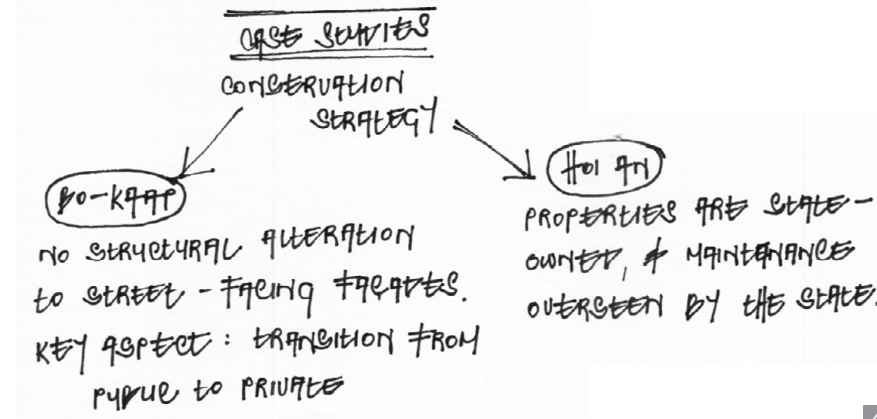 CASE STUDIES
CONSERVATION
STRATEGY
BO-KAAP
NO STRUCTURAL ALTERATION
to STREET - FACING FACADES.
KEY ASPECT : TRANSITION FROM
PUBLIC to PRIVATE
HOI AN
PROPERTIES ARE STATE-
OWNED, & MAINTENANCE
OVERSEEN BY tHE STATE.